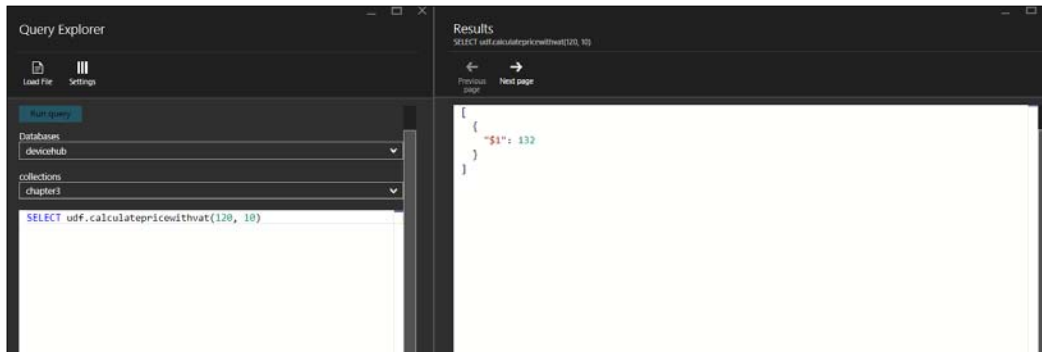 Query Explorer
Load File Settings
Run query
Databases
devicehub
collections
chapter3
SELECT udf.calculatepricewithvat(120, 10)
Results
SELECT udf.calculatepricewithvat(120, 10)
Previous page Next page
[
{
"$1": 132
}
]